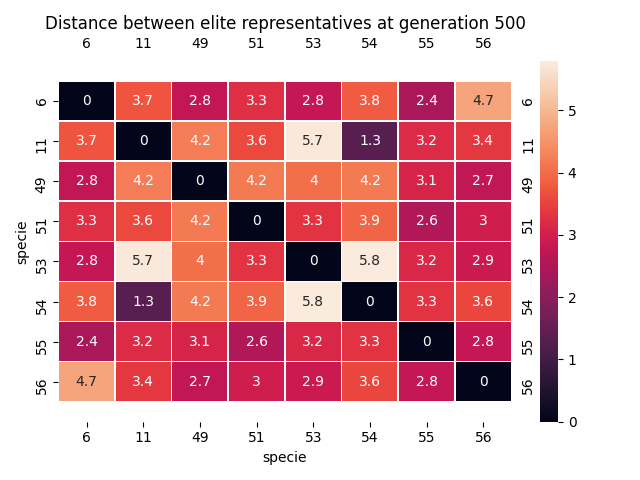 Distance between elite representatives at generation 500
6 11 49 51 53 54 55 56
6 0 3.7 2.8 3.3 2.8 3.8 2.4 4.7 6
11 3.7 0 4.2 3.6 5.7 1.3 3.2 3.4 11
49 2.8 4.2 0 4.2 4 4.2 3.1 2.7 49
51 3.3 3.6 4.2 0 3.3 3.9 2.6 3 51
53 2.8 5.7 4 3.3 0 5.8 3.2 2.9 53
54 3.8 1.3 4.2 3.9 5.8 0 3.3 3.6 54
55 2.4 3.2 3.1 2.6 3.2 3.3 0 2.8 55
56 4.7 3.4 2.7 3 2.9 3.6 2.8 0 56
6 11 49 51 53 54 55 56
specie
specie
5
4
3
2
1
0